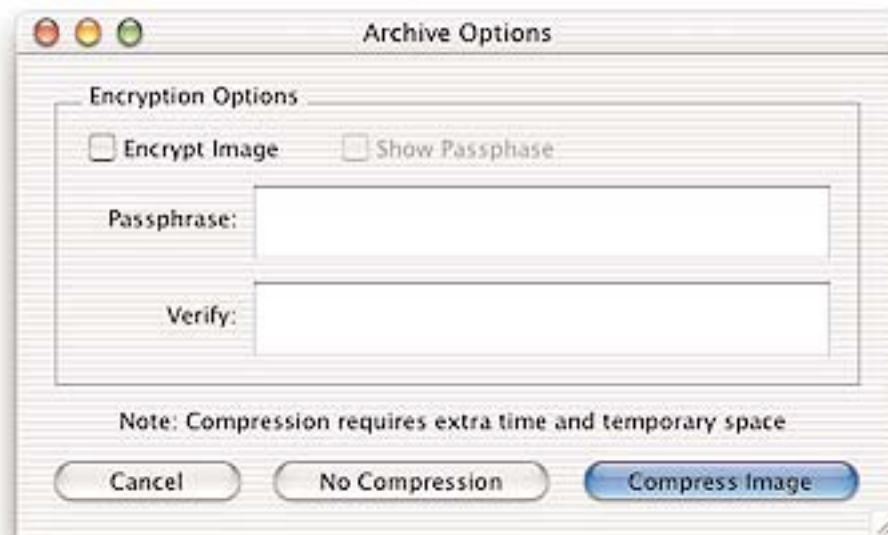 Archive Options
Encryption Options
Encrypt Image
Show Passphase
Passphrase:
Verify:
Note: Compression requires extra time and temporary space
Cancel
No Compression
Compress Image